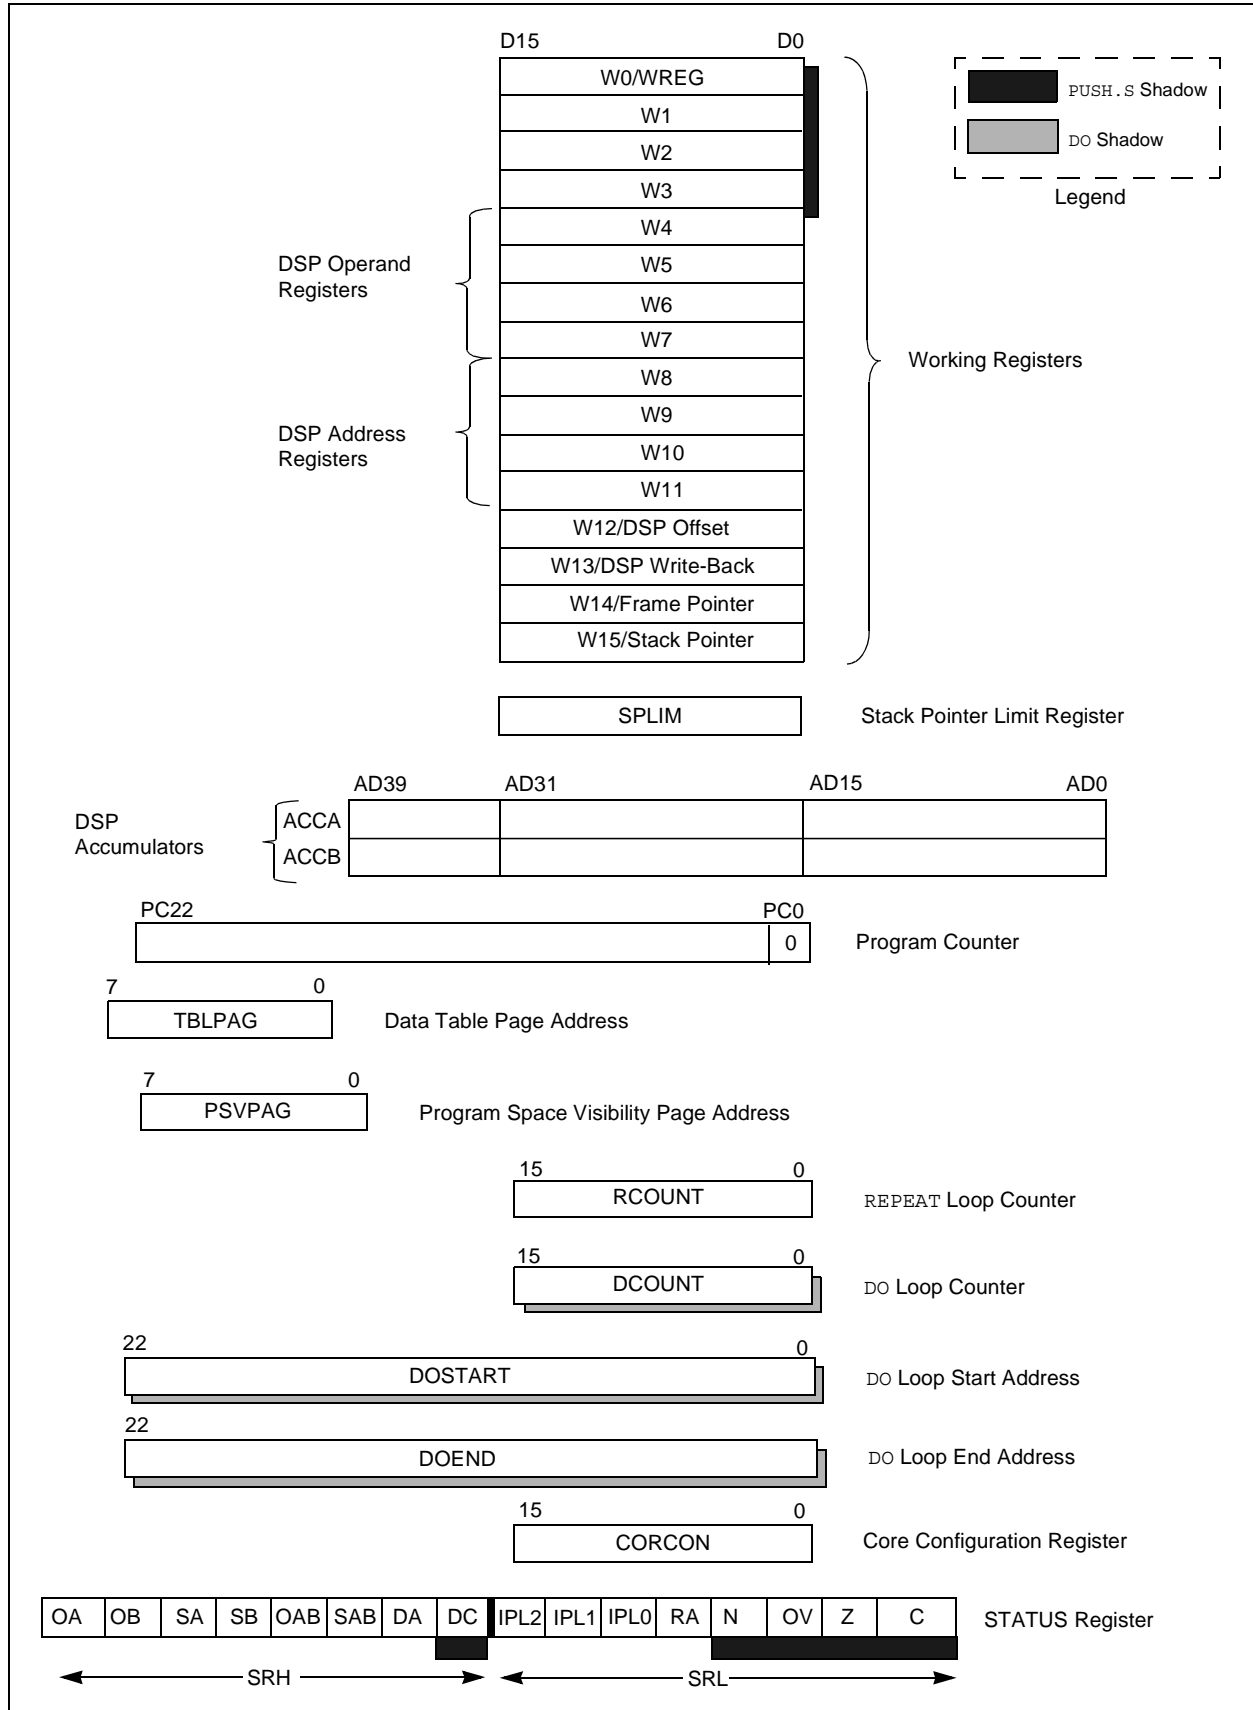 D15 D0
W0/WREG
PUSH.S Shadow
W1
DO Shadow
W2
W3
Legend
W4
DSP Operand
Registers
W5
W6
W7
Working Registers
W8
W9
DSP Address
Registers
W10
W11
W12/DSP Offset
W13/DSP Write-Back
W14/Frame Pointer
W15/Stack Pointer
SPLIM Stack Pointer Limit Register
AD39 AD31 AD15 AD0
DSP
Accumulators
ACCA
ACCB
PC22 PC0
0 Program Counter
7 0
TBLPAG Data Table Page Address
7 0
PSVPAG Program Space Visibility Page Address
15 0
RCOUNT REPEAT Loop Counter
15 0
DCOUNT DO Loop Counter
22 0
DOSTART DO Loop Start Address
22
DOEND DO Loop End Address
15 0
CORCON Core Configuration Register
OA OB SA SB OAB SAB DA DC IPL2 IPL1 IPL0 RA N OV Z C STATUS Register
SRH SRL